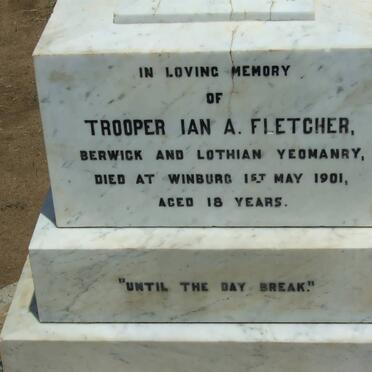 IN LOVING MEMORY
OF
TROOPER IAN A. FLETCHER,
BERWICK AND LOTHIAN YEOMANRY,
DIED AT WINBURG 1ST MAY 1901,
AGED 18 YEARS.
"UNTIL THE DAY BREAK."